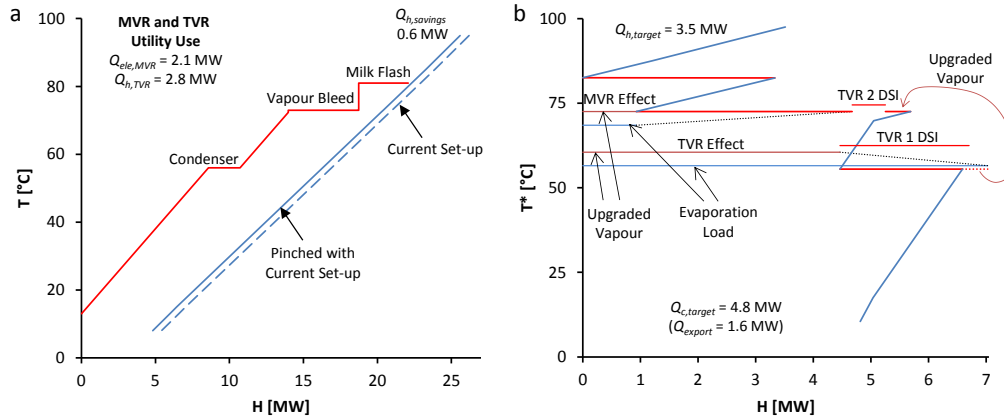 a
MVR and TVR
Utility Use
Q_ele,MVR = 2.1 MW
Q_h,TVR = 2.8 MW
Q_h,savings
0.6 MW
Milk Flash
Vapour Bleed
Condenser
Current Set-up
Pinched with
Current Set-up
T [°C]
100
80
60
40
20
0
0
5
10
15
20
25
H [MW]
b
Q_h,target = 3.5 MW
Upgraded
Vapour
TVR 2 DSI
MVR Effect
TVR Effect
TVR 1 DSI
Upgraded
Vapour
Evaporation
Load
Q_c,target = 4.8 MW
(Q_export = 1.6 MW)
T* [°C]
100
75
50
25
0
0
1
2
3
4
5
6
7
H [MW]